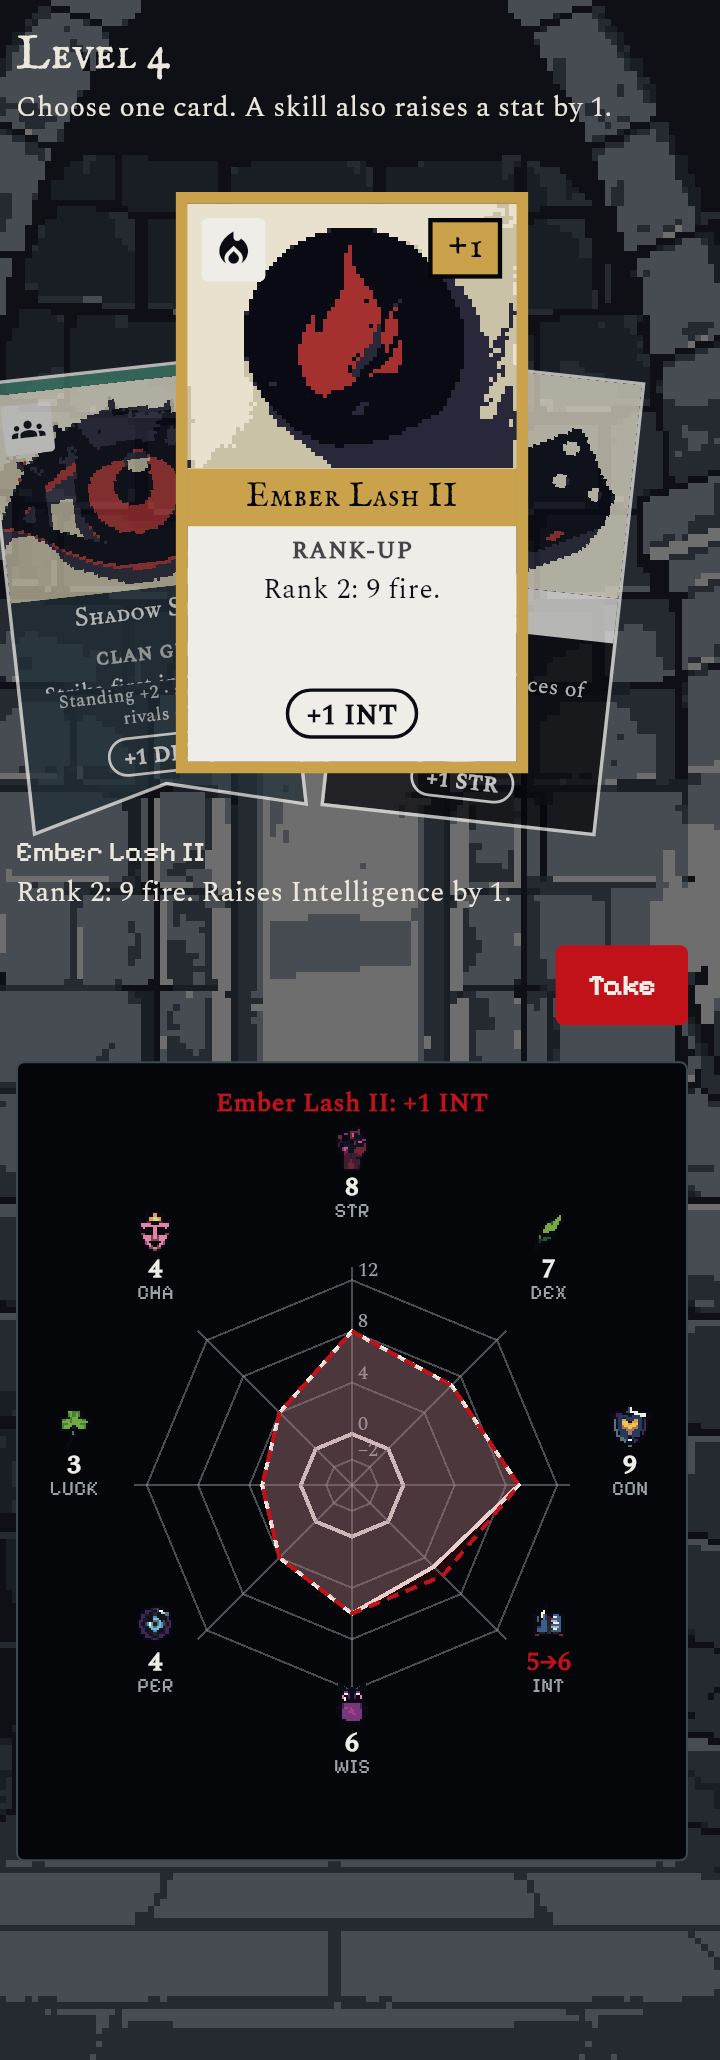 Level 4
Choose one card. A skill also raises a stat by 1.
+1
Ember Lash II
RANK-UP
Rank 2: 9 fire.
+1 INT
Shadow
CLAN
Strike first in
Standing +2 ·
rivals
+1
ces of
+1 STR
Ember Lash II
Rank 2: 9 fire. Raises Intelligence by 1.
Take
Ember Lash II: +1 INT
8
STR
4
CHA
7
DEX
12
8
4
0
−2
3
LUCK
9
CON
4
PER
5→6
INT
6
WIS